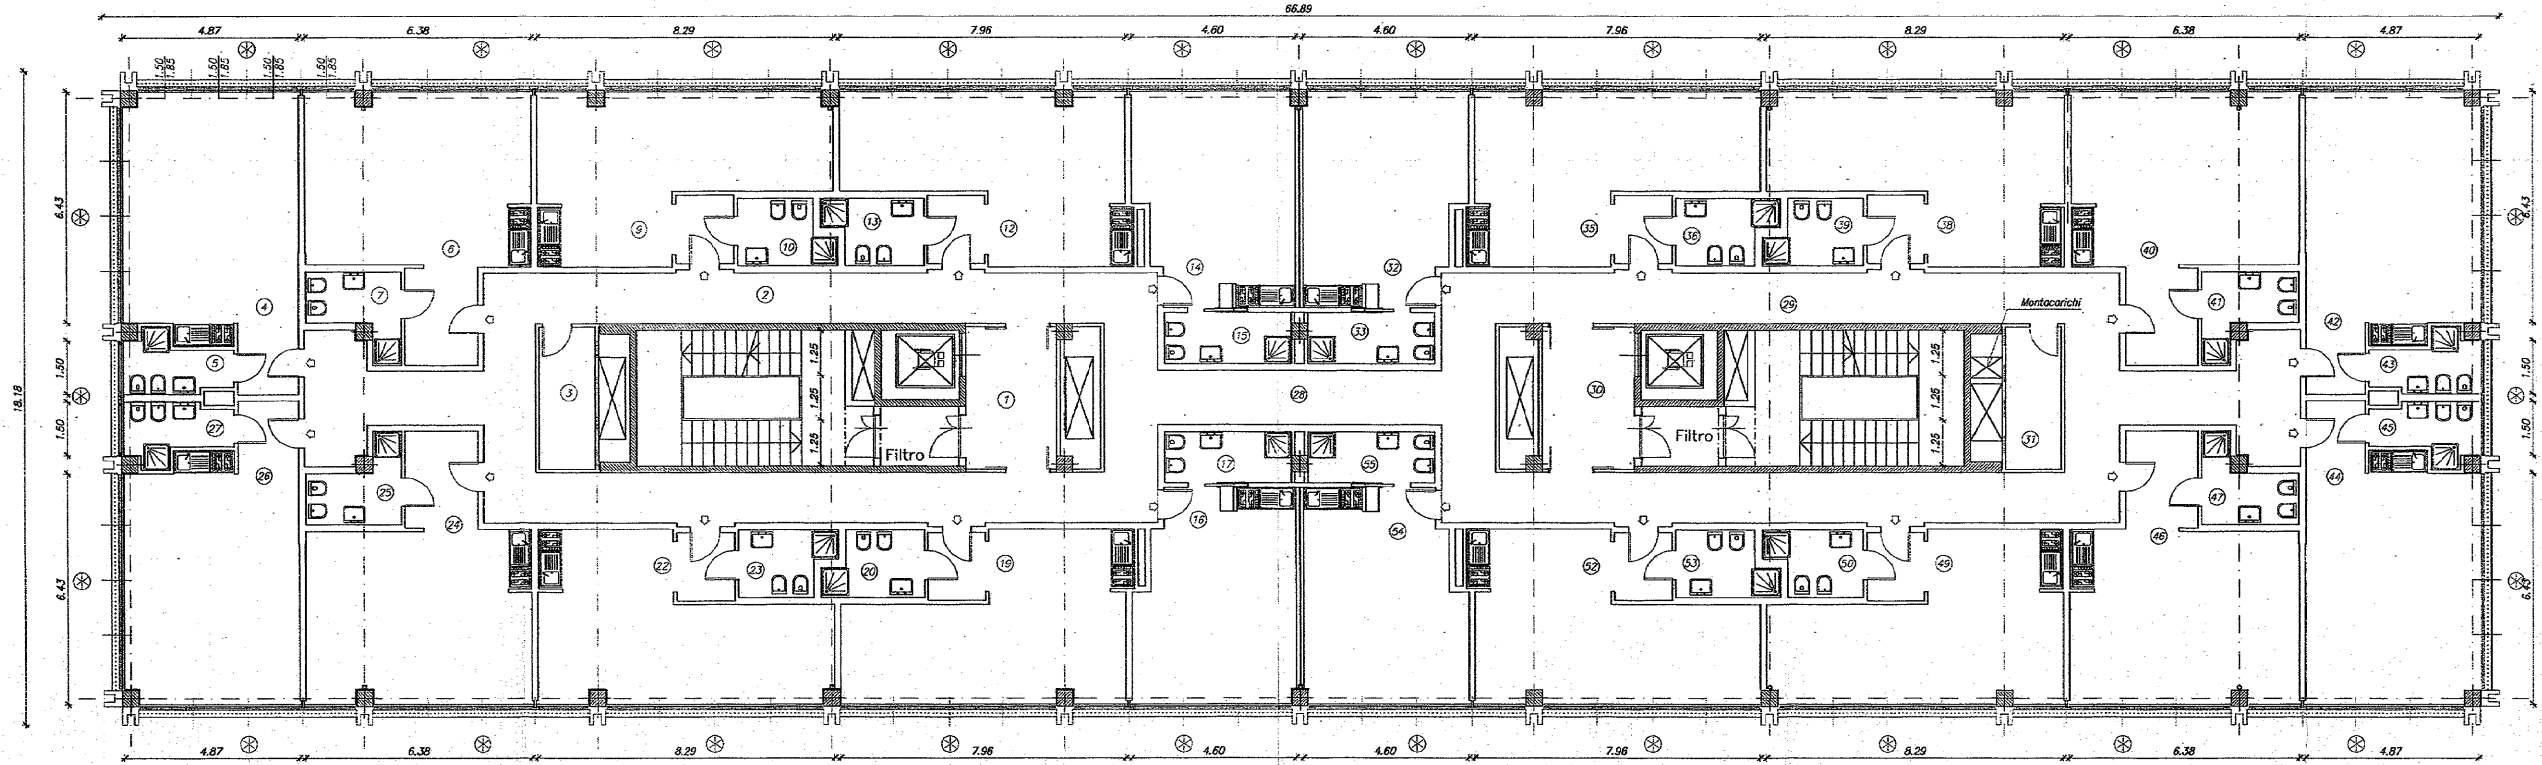 66.89
4.87 6.38 8.29 7.96 4.60 4.60 7.96 8.29 6.38 4.87
1.50 1.85 1.50 1.85 1.50 1.85 1.50 1.85
18.18
6.43 6.43
9 10 13 12 35 36 39 38
6 14 32 40
4 7 2 29 Montacarichi 41 42
15 33
1.50 5 1.25 1.25 43 1.50
3 1.25 1 28 30 1.25 31
1.50 27 1.25 Filtro Filtro 1.25 45 1.50
26 25 17 55 47 44
24 16 54 46
22 23 20 19 52 53 50 49
6.43 6.43
4.87 6.38 8.29 7.96 4.60 4.60 7.96 8.29 6.38 4.87